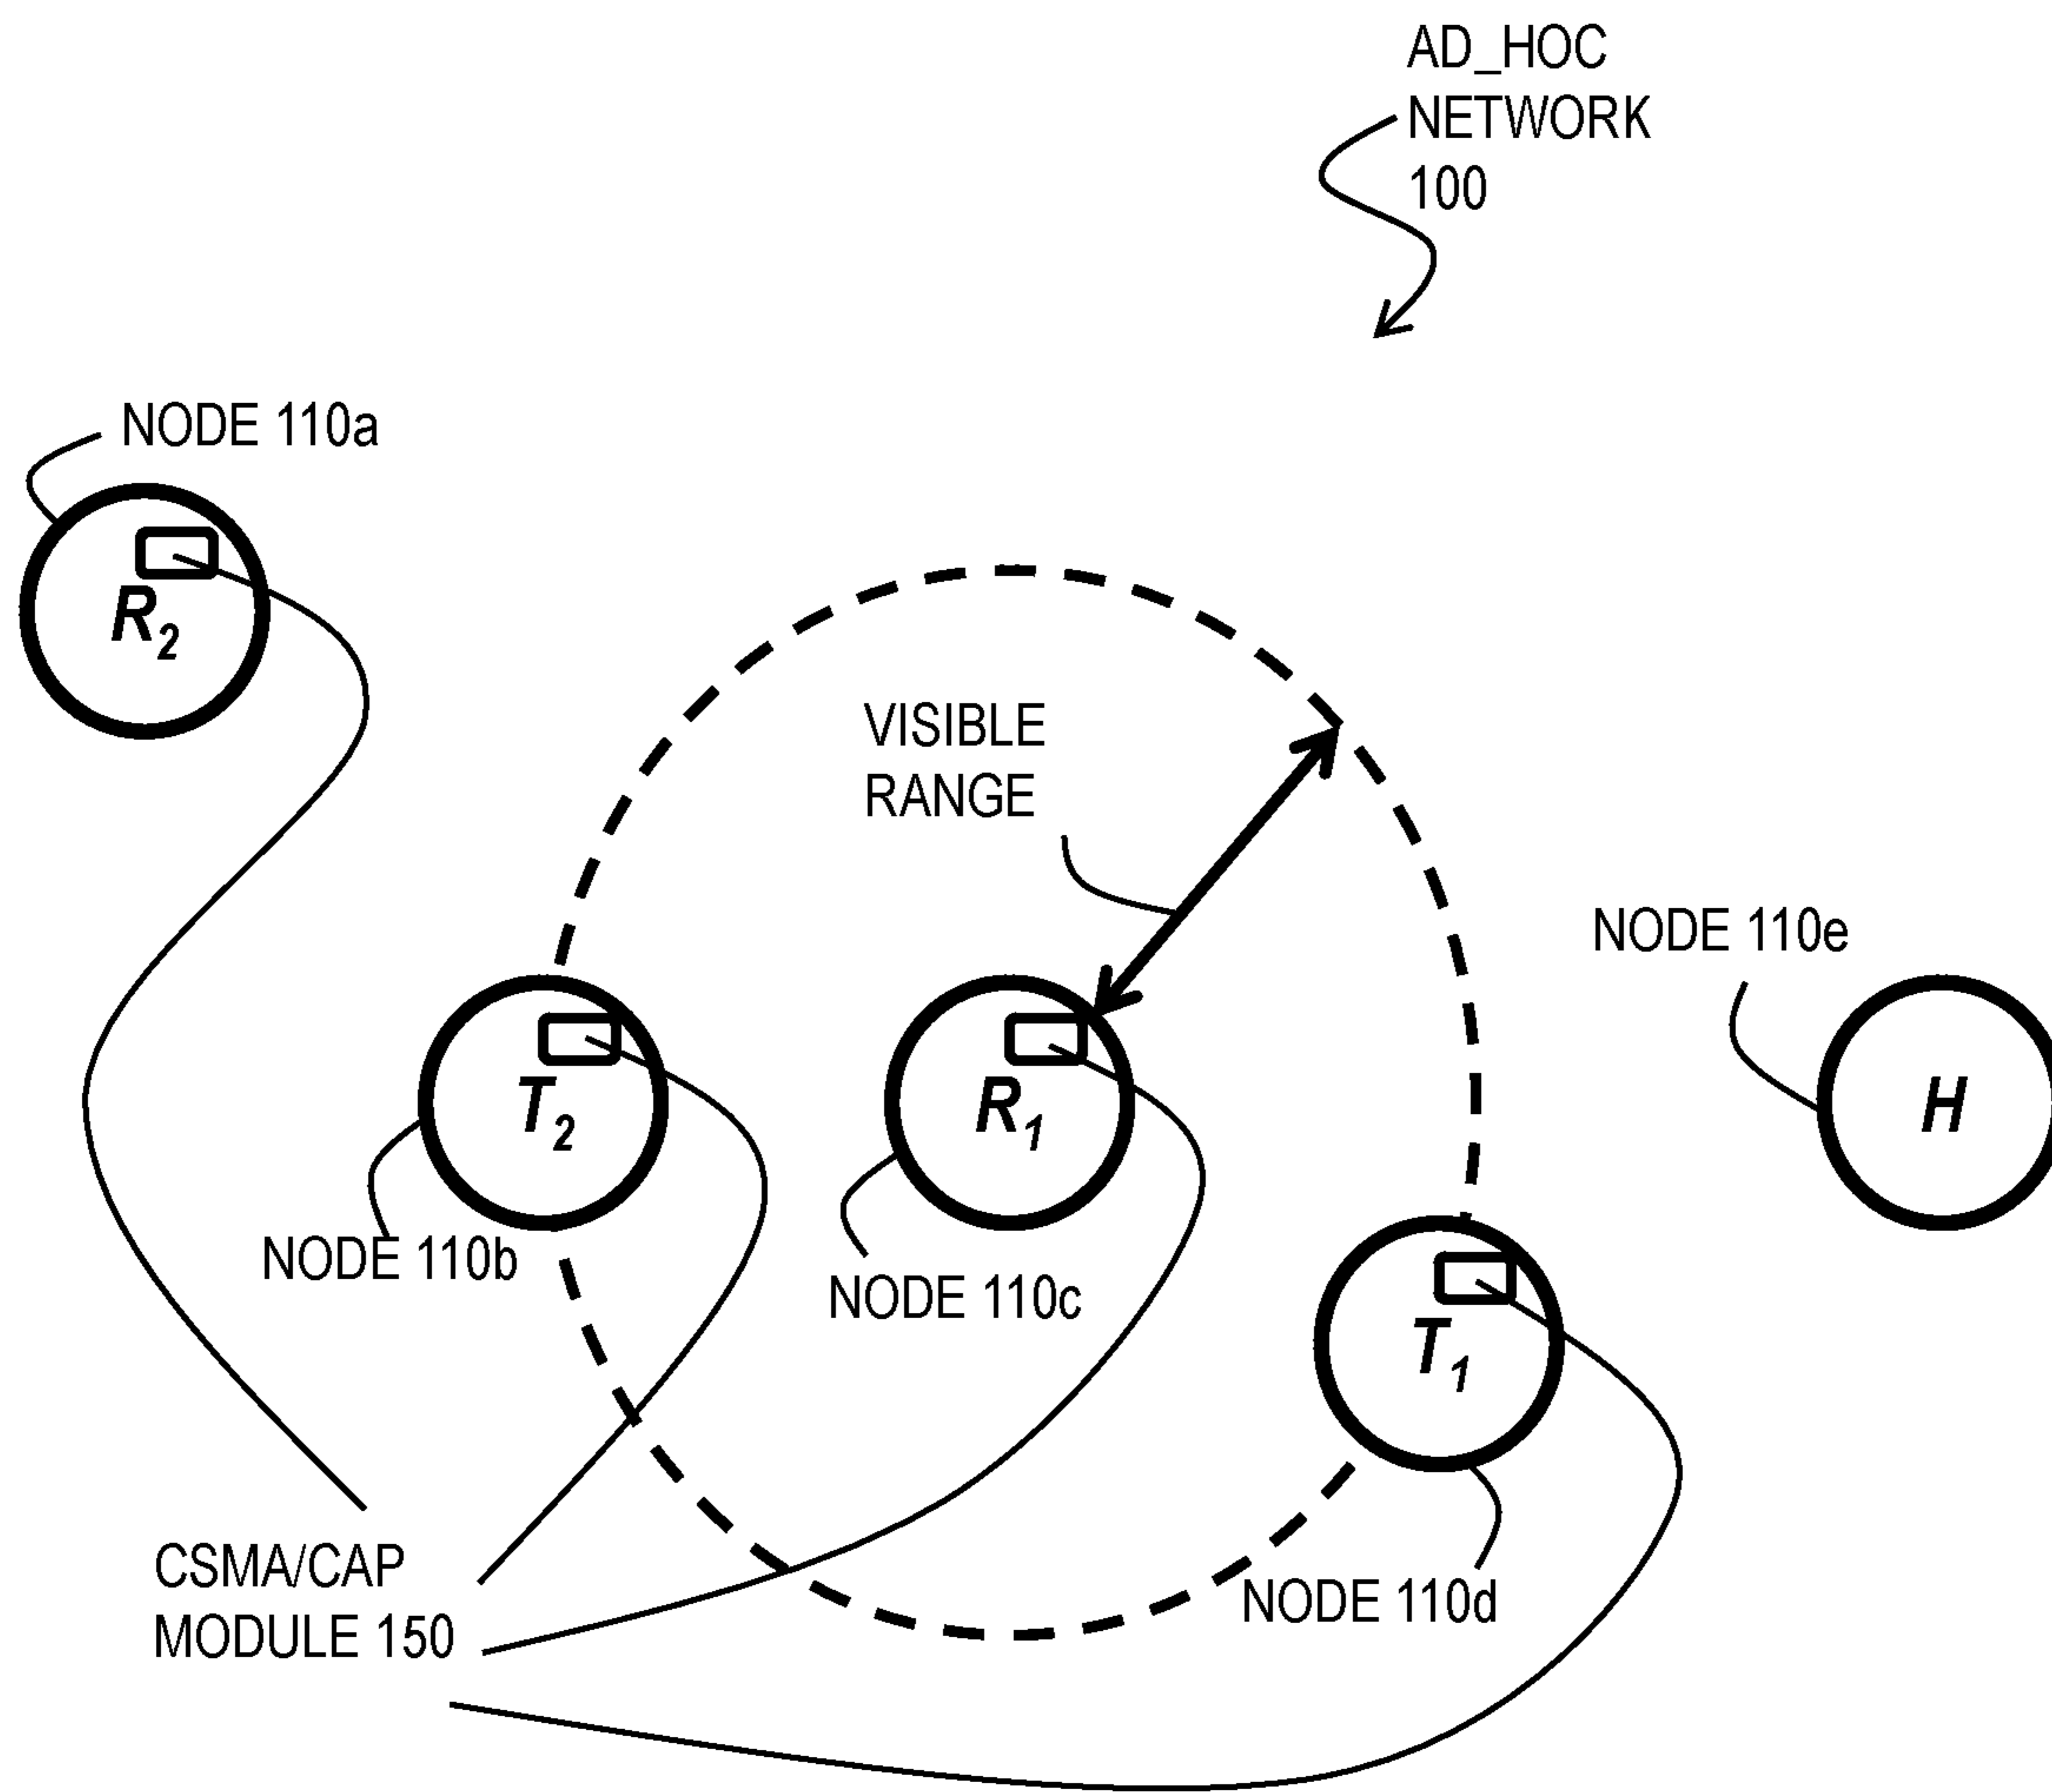 AD_HOC
NETWORK
100
NODE 110a
R2
VISIBLE
RANGE
NODE 110e
T2
R1
H
NODE 110b
NODE 110c
T1
CSMA/CAP
MODULE 150
NODE 110d